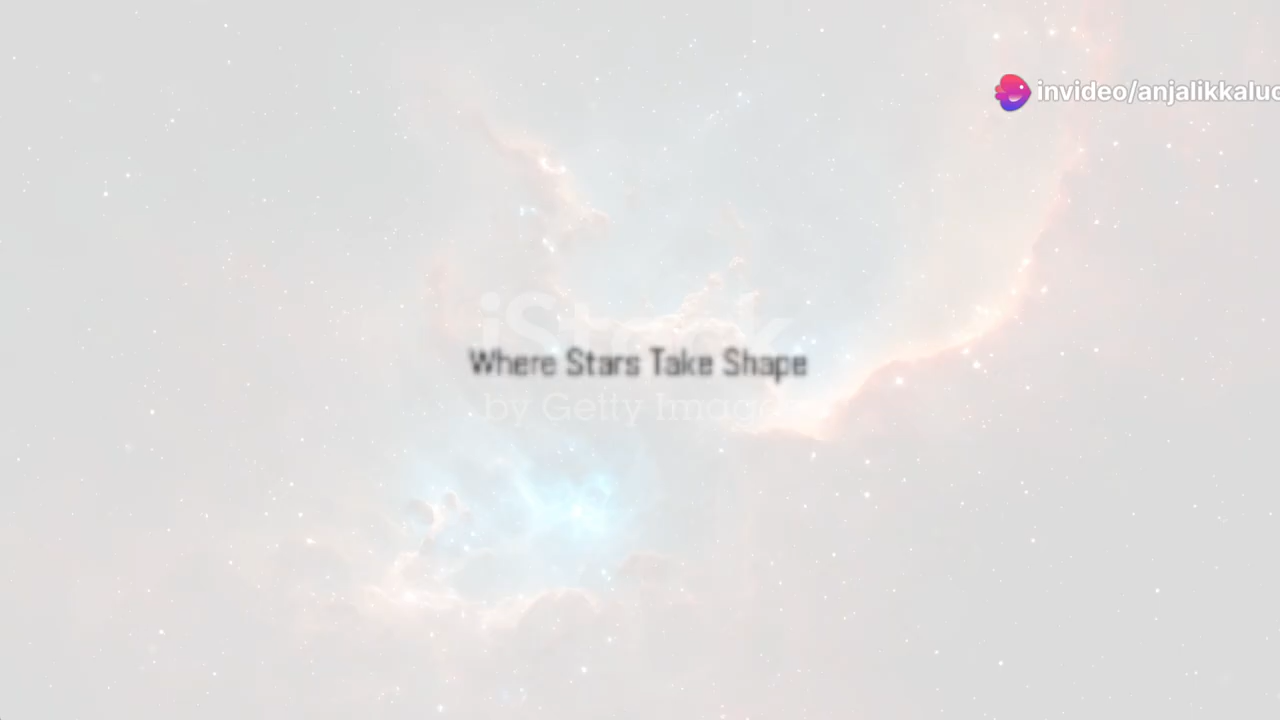 invideo/anjalikkaluc
iStock
Where Stars Take Shape
by Getty Images